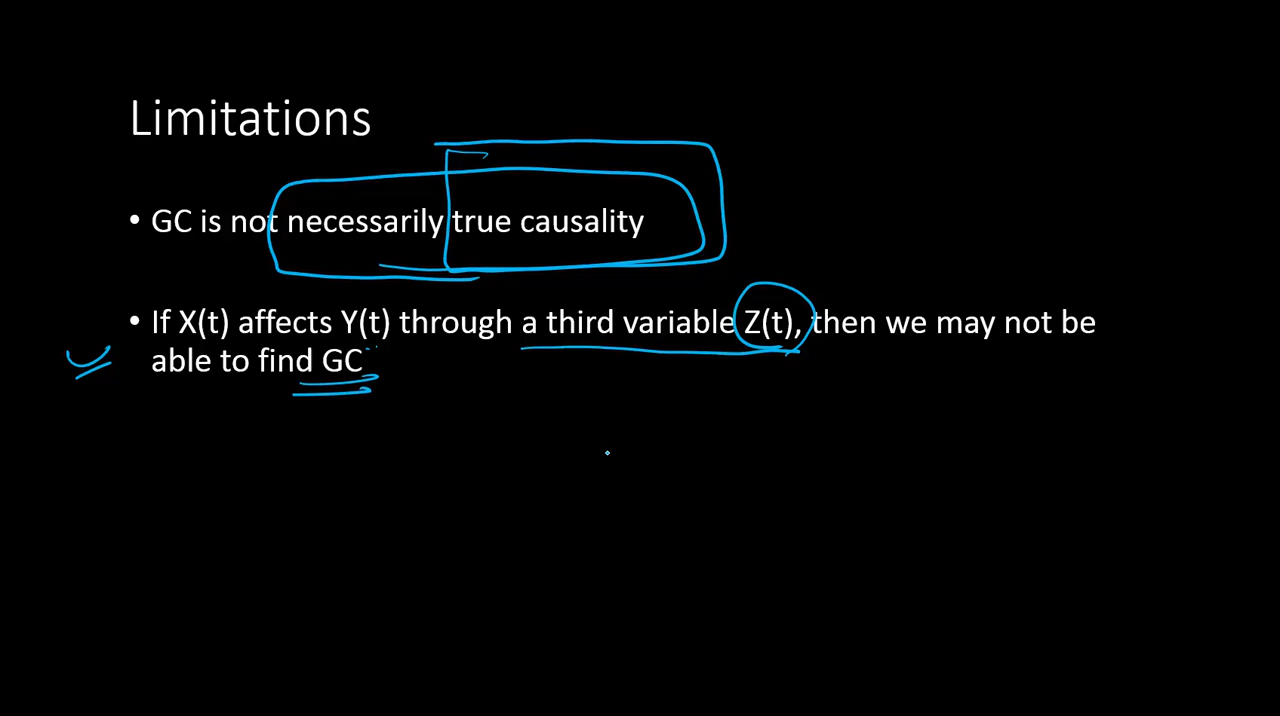 Limitations
• GC is not necessarily true causality
• If X(t) affects Y(t) through a third variable Z(t), then we may not be
able to find GC